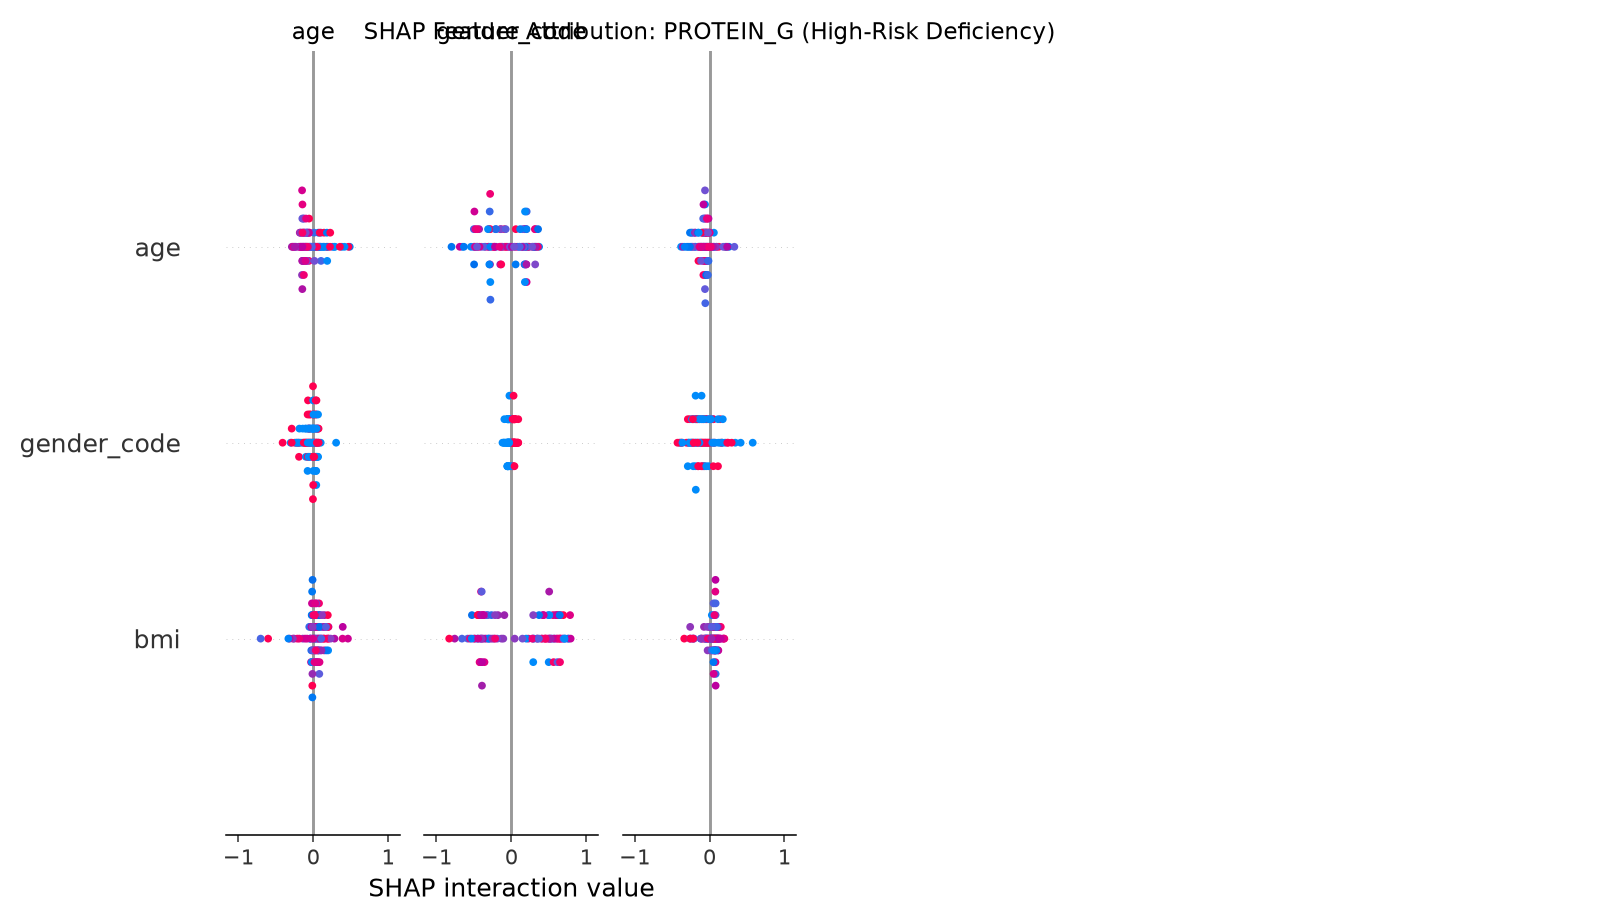 age
SHAP Feature Attribution: PROTEIN_G (High-Risk Deficiency)
gender_code
age
gender_code
bmi
−1 0 1 −1 0 1 −1 0 1
SHAP interaction value